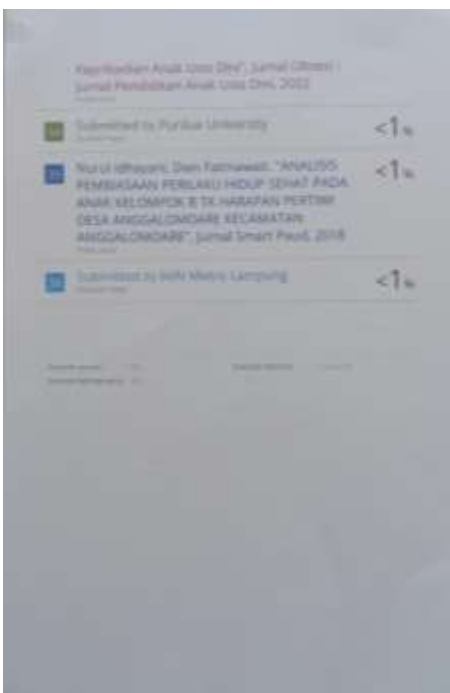 Kepribadian Anak Usia Dini", Jurnal Obsesi :
Jurnal Pendidikan Anak Usia Dini, 2022
Submitted to Purdue University
<1%
Nurul Idhayani, Dian Fatmawati. "ANALISIS
PEMBIASAAN PERILAKU HIDUP SEHAT PADA
ANAK KELOMPOK B TK HARAPAN PERTIWI
DESA ANGGALOMOARE KECAMATAN
ANGGALOMOARE", Jurnal Smart Paud, 2018
<1%
Submitted to IAIN Metro Lampung
<1%